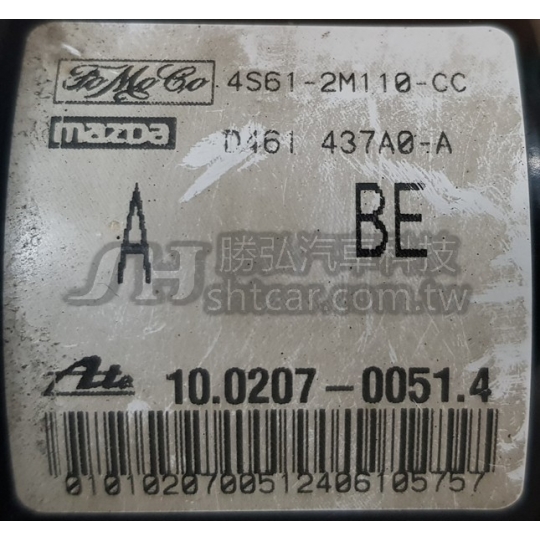 FoMoCo 4S61-2M110-CC
mazda D461 437A0-A
A BE
SH 勝弘汽車科技
shtcar.com.tw
Ate 10.0207-0051.4
0101020700512406105757